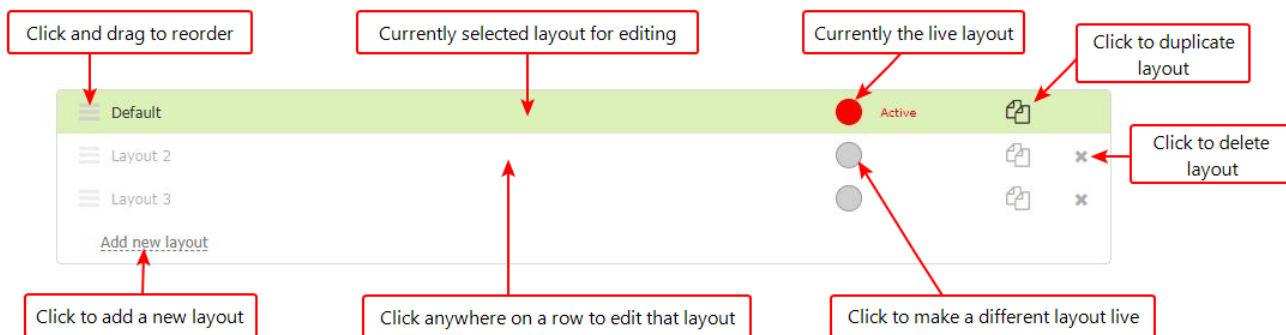 Click and drag to reorder
Currently selected layout for editing
Currently the live layout
Click to duplicate
layout
Default
Active
Layout 2
Click to delete
layout
Layout 3
Add new layout
Click to add a new layout
Click anywhere on a row to edit that layout
Click to make a different layout live